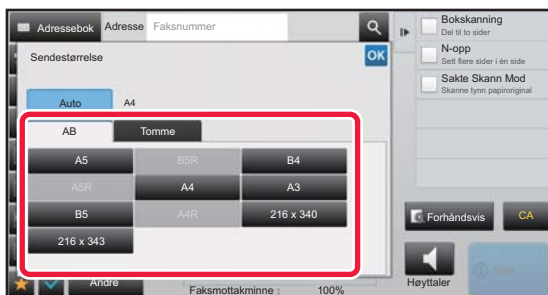 Adressebok Adresse Faksnummer
Sendestørrelse OK
Auto A4
AB Tomme
A5 B5R B4
A5R A4 A3
B5 A4R 216 x 340
216 x 343
Andre
Faksmottakminne : 100%
Bokskanning
Del til to sider
N-opp
Sett flere sider i èn side
Sakte Skann Mod
Skanne tynn papiroriginal
Forhåndsvis CA
Høyttaler Start